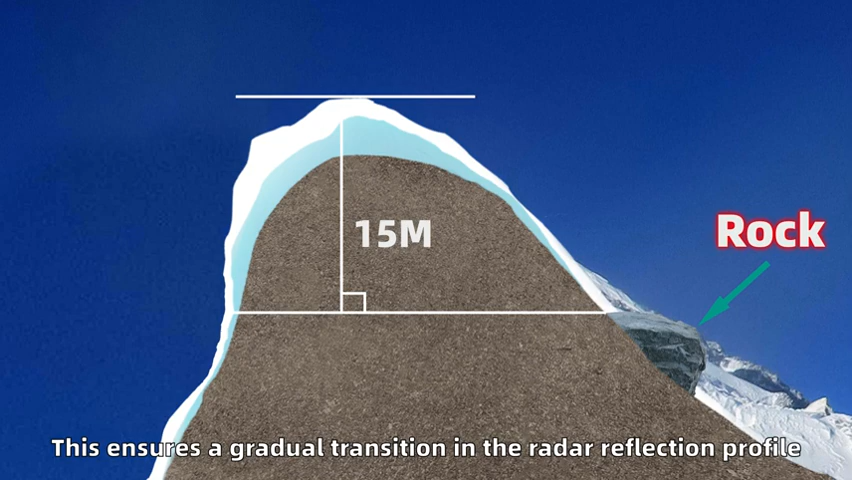 Rock
15M
This ensures a gradual transition in the radar reflection profile